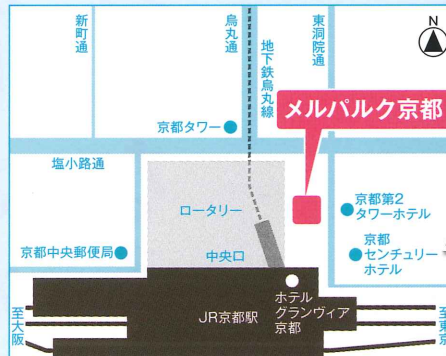 新町通
烏丸通
地下鉄烏丸線
東洞院通
N
メルパルク京都
京都タワー
塩小路通
ロータリー
京都第2
タワーホテル
京都中央郵便局
中央口
京都
センチュリー
ホテル
ホテル
グランヴィア
京都
JR京都駅
至大阪
至東京